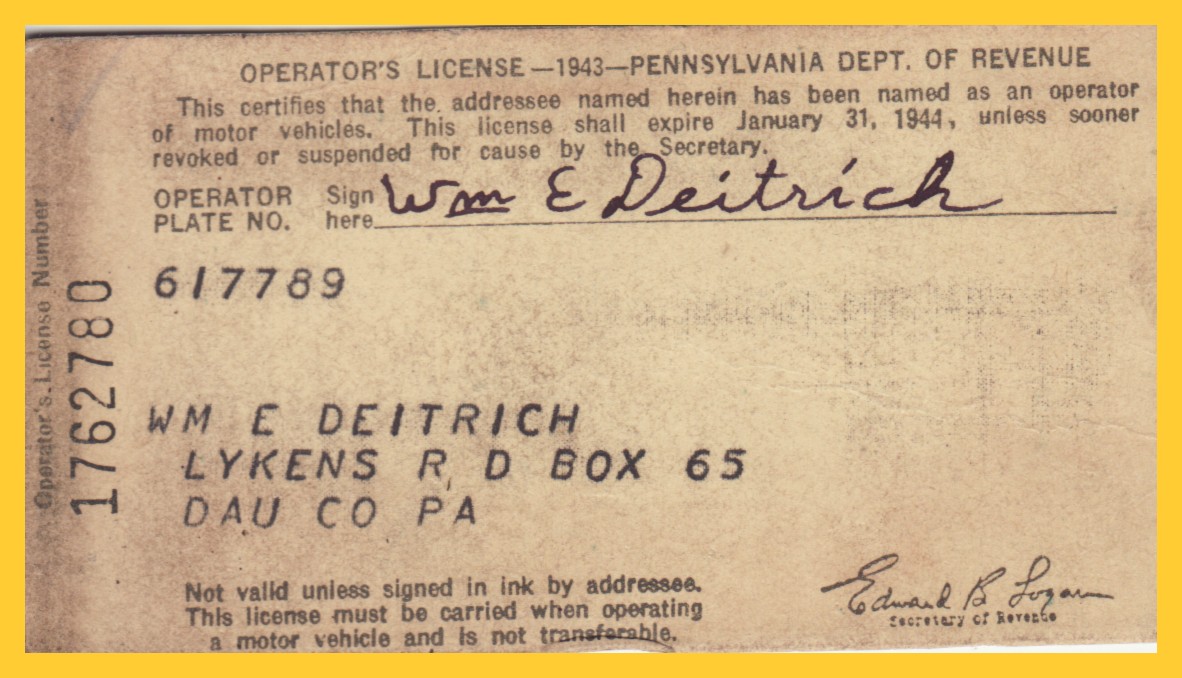 OPERATOR'S LICENSE—1943—PENNSYLVANIA DEPT. OF REVENUE
This certifies that the addressee named herein has been named as an operator
of motor vehicles. This license shall expire January 31, 1944, unless sooner
revoked or suspended for cause by the Secretary.
OPERATOR Sign Wm E Deitrich
PLATE NO. here
617789
Operator's License Number
1762780
WM E DEITRICH
LYKENS R D BOX 65
DAU CO PA
Not valid unless signed in ink by addressee.
This license must be carried when operating
a motor vehicle and is not transferable.
Edward B Logan
Secretary of Revenue